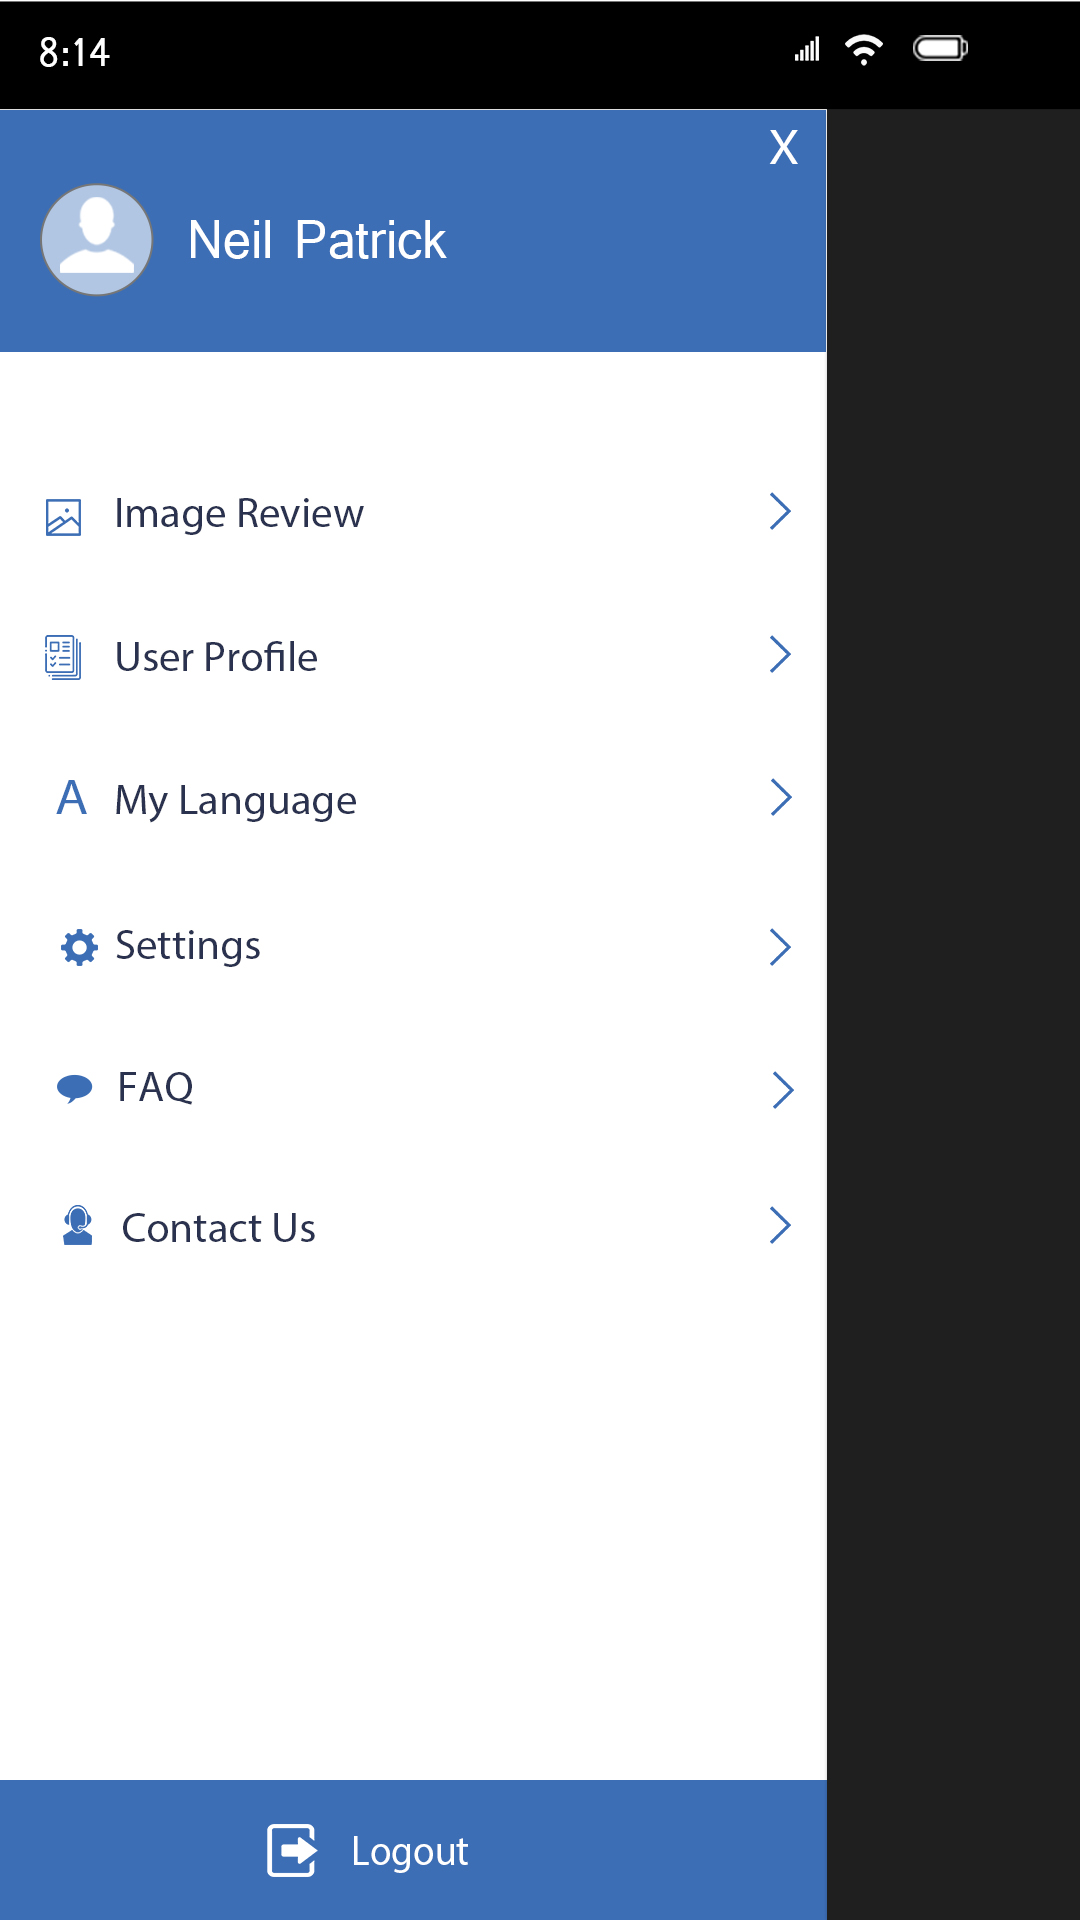 8:14
X
Neil Patrick
Image Review
User Profile
A My Language
Settings
FAQ
Contact Us
Logout